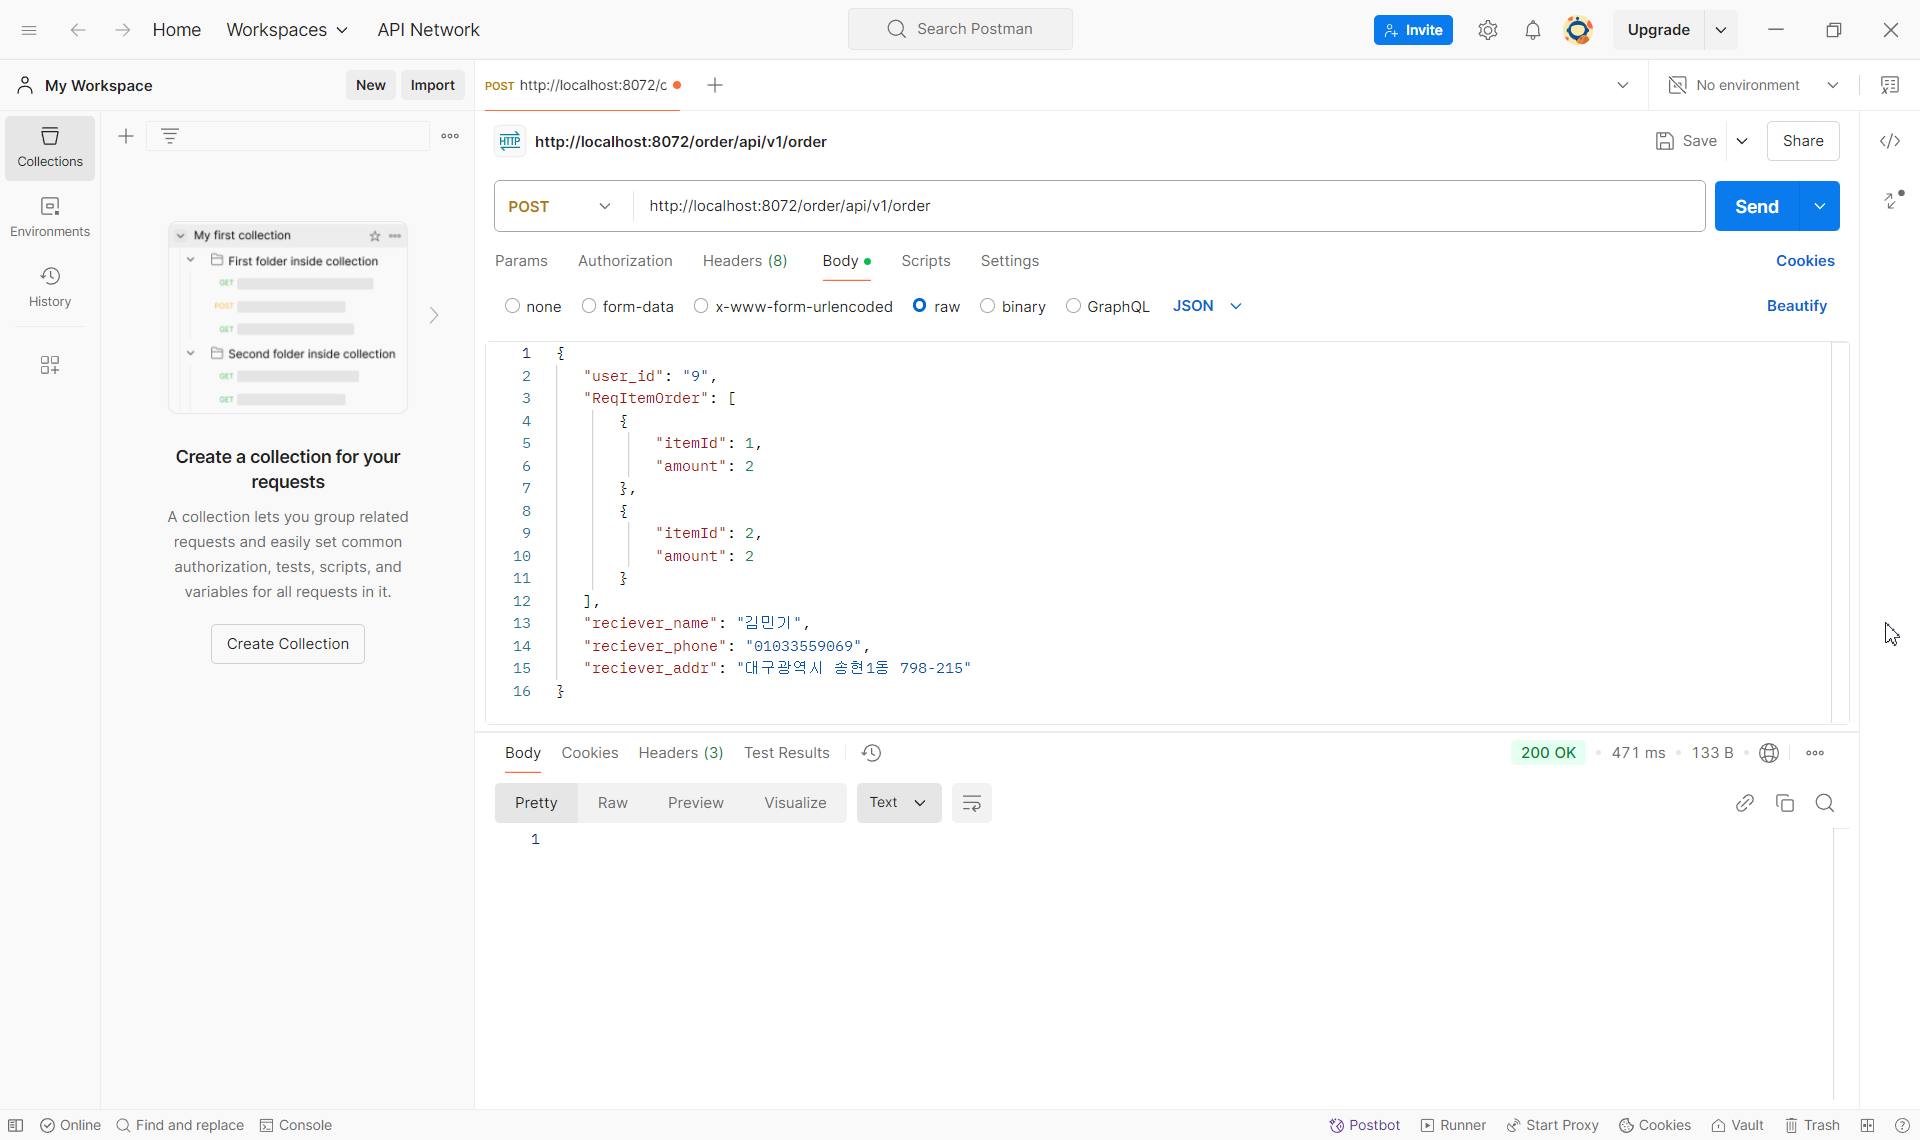 Home
Workspaces
API Network
Search Postman
Invite
Upgrade
My Workspace
New
Import
POST http://localhost:8072/c
No environment
Collections
Environments
History
My first collection
First folder inside collection
GET
POST
GET
Second folder inside collection
GET
GET
Create a collection for your
requests
A collection lets you group related
requests and easily set common
authorization, tests, scripts, and
variables for all requests in it.
Create Collection
HTTP http://localhost:8072/order/api/v1/order
Save
Share
POST
http://localhost:8072/order/api/v1/order
Send
Params
Authorization
Headers (8)
Body
Scripts
Settings
Cookies
none
form-data
x-www-form-urlencoded
raw
binary
GraphQL
JSON
Beautify
1 {
2 "user_id": "9",
3 "ReqItemOrder": [
4 {
5 "itemId": 1,
6 "amount": 2
7 },
8 {
9 "itemId": 2,
10 "amount": 2
11 }
12 ],
13 "reciever_name": "김민기",
14 "reciever_phone": "01033559069",
15 "reciever_addr": "대구광역시 송현1동 798-215"
16 }
Body
Cookies
Headers (3)
Test Results
200 OK
471 ms
133 B
Pretty
Raw
Preview
Visualize
Text
1
Online
Find and replace
Console
Postbot
Runner
Start Proxy
Cookies
Vault
Trash